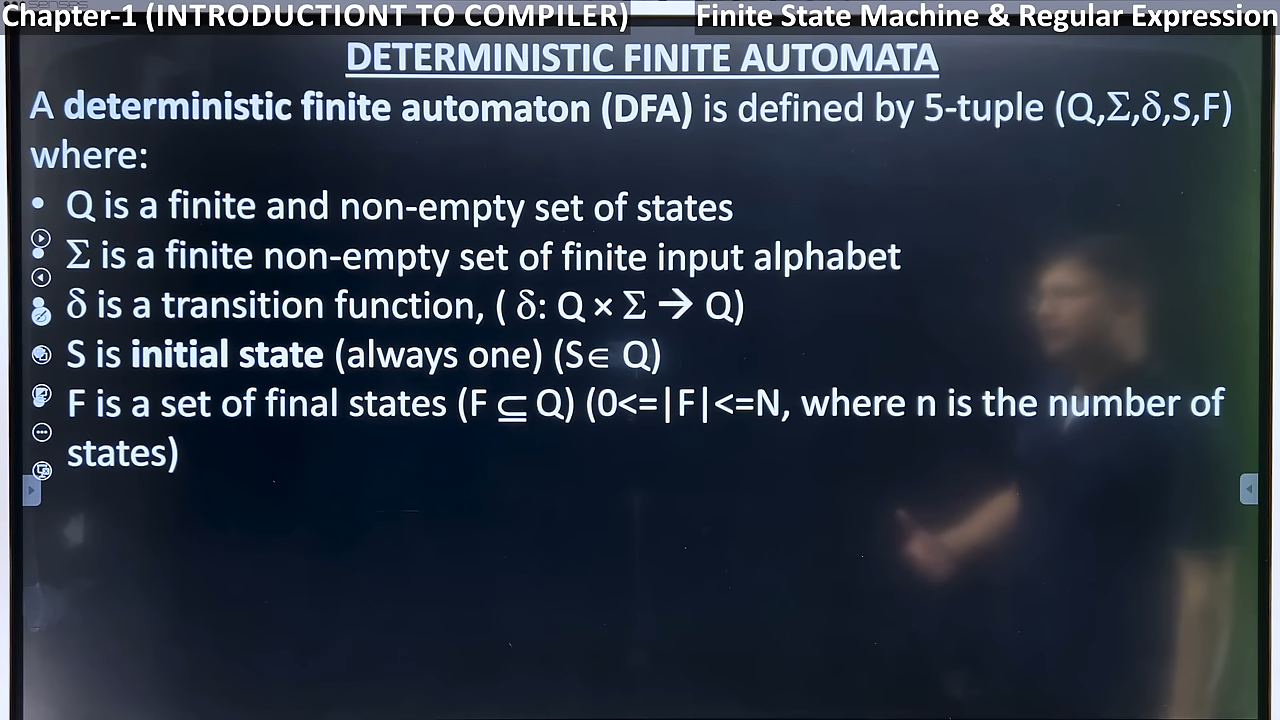 Chapter-1 (INTRODUCTIONT TO COMPILER)
Finite State Machine & Regular Expression
DETERMINISTIC FINITE AUTOMATA
A deterministic finite automaton (DFA) is defined by 5-tuple (Q,Σ,δ,S,F)
where:
• Q is a finite and non-empty set of states
• Σ is a finite non-empty set of finite input alphabet
• δ is a transition function, ( δ: Q × Σ → Q)
• S is initial state (always one) (S∈ Q)
• F is a set of final states (F ⊆ Q) (0<=|F|<=N, where n is the number of
states)